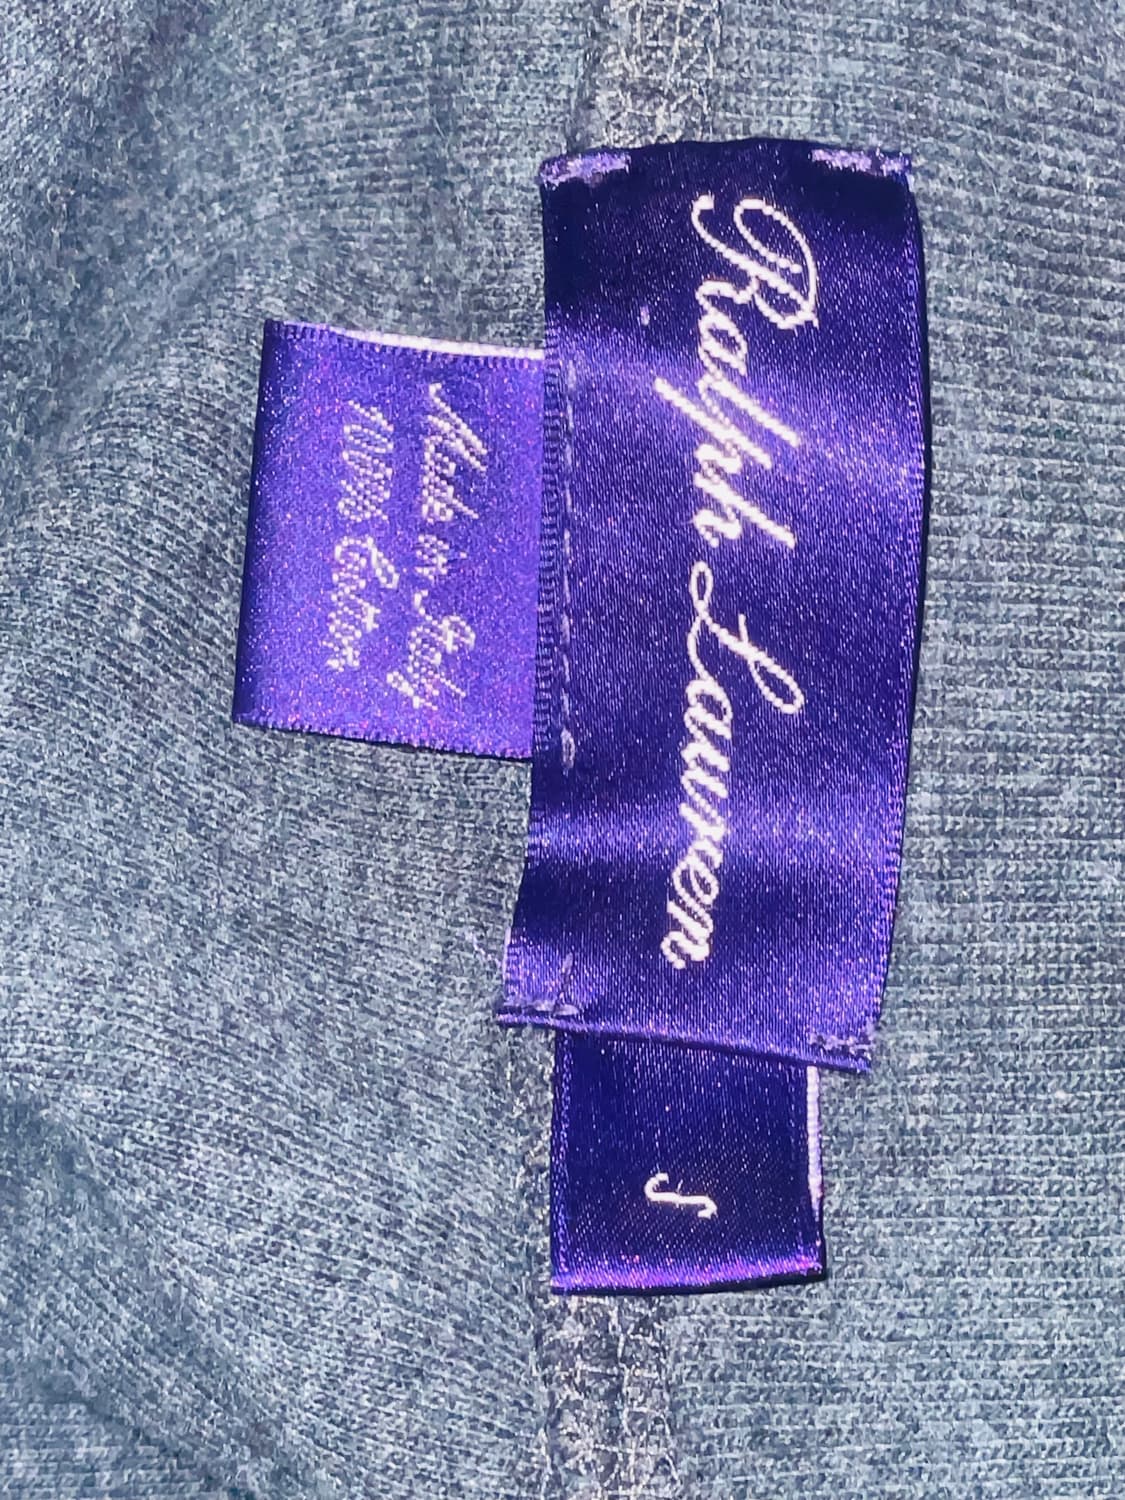 Ralph Lauren
Made in Italy
100% Cotton
S